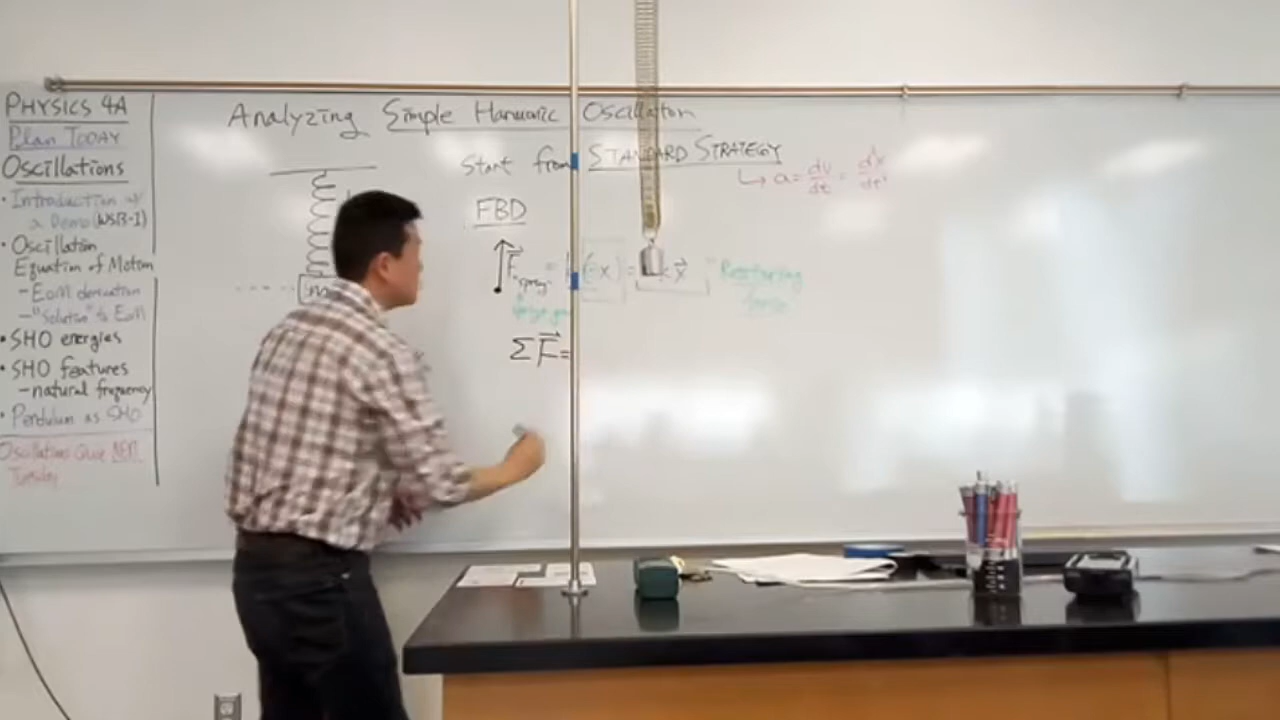 PHYSICS 4A
Plan TODAY
Oscillations
• Introduction w/
a Demo (WS13-1)
• Oscillation
Equation of Motion
- EoM derivation
- "Solution" to EoM
• SHO energies
• SHO features
- natural frequency
• Pendulum as SHO
Oscillations Quiz NEXT
Tuesday
Analyzing Simple Harmonic Oscillation
Start from STANDARD STRATEGY
↳ a = dv/dt = d²x/dt²
FBD
m
Restoring
force
ΣF⃗ =